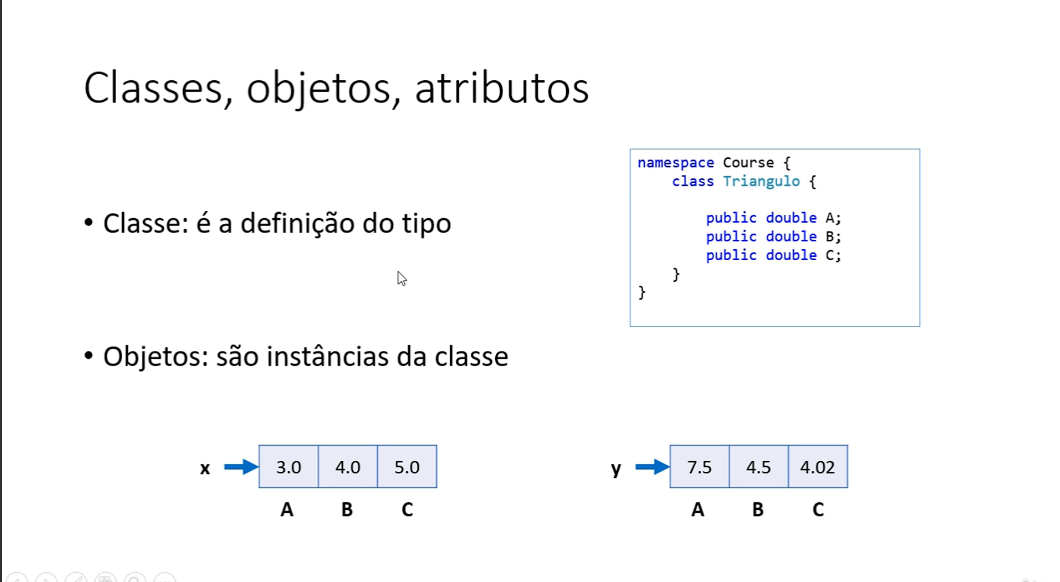 Classes, objetos, atributos
• Classe: é a definição do tipo
namespace Course {
class Triangulo {
public double A;
public double B;
public double C;
}
}
• Objetos: são instâncias da classe
x 3.0 4.0 5.0
A B C
y 7.5 4.5 4.02
A B C